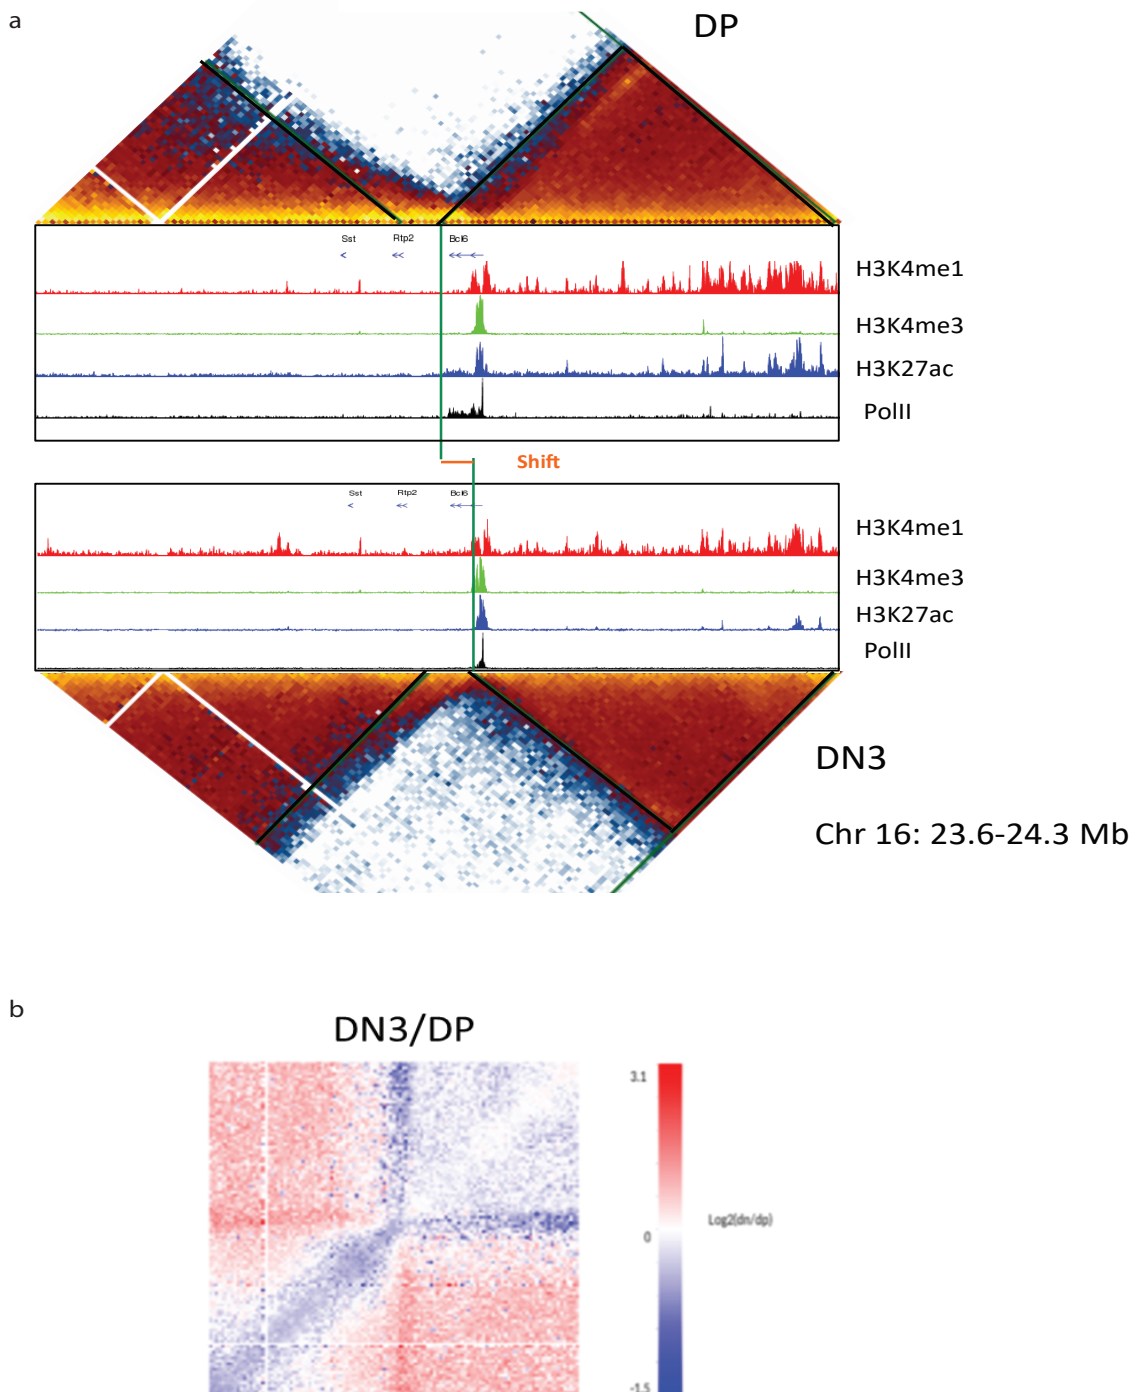 a
DP
Sst Rtp2 Bcl6
H3K4me1
H3K4me3
H3K27ac
PolII
Shift
Sst Rtp2 Bcl6
H3K4me1
H3K4me3
H3K27ac
PolII
DN3
Chr 16: 23.6-24.3 Mb
b
DN3/DP
3.1
Log2(dn/dp)
0
-1.5